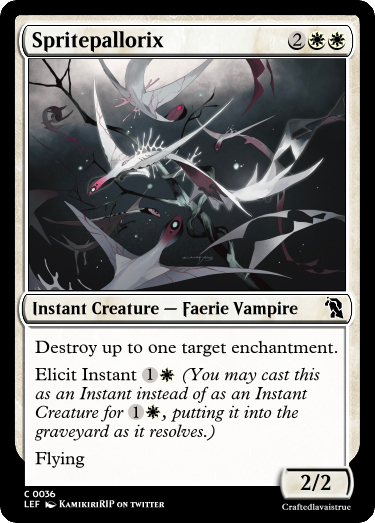 Spritepallorix 2
Instant Creature — Faerie Vampire
Destroy up to one target enchantment.
Elicit Instant 1 (You may cast this
as an Instant instead of as an Instant
Creature for 1 , putting it into the
graveyard as it resolves.)
Flying
2/2
C 0036
LEF KamikiriRIP on twitter
Craftedlavaistrue